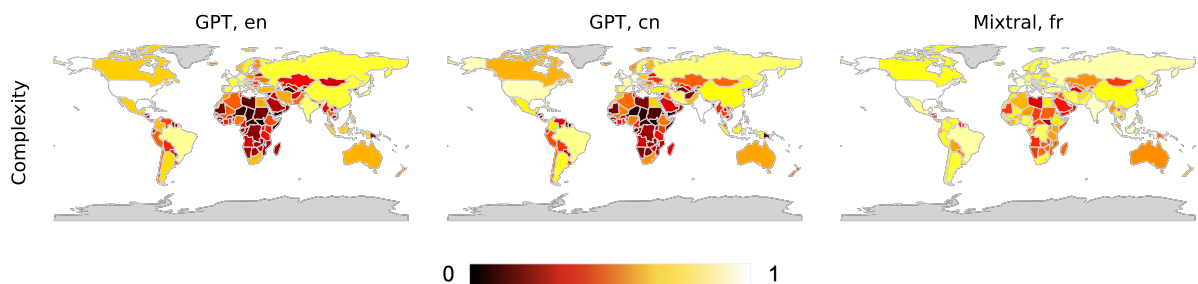 GPT, en
GPT, cn
Mixtral, fr
Complexity
0
1